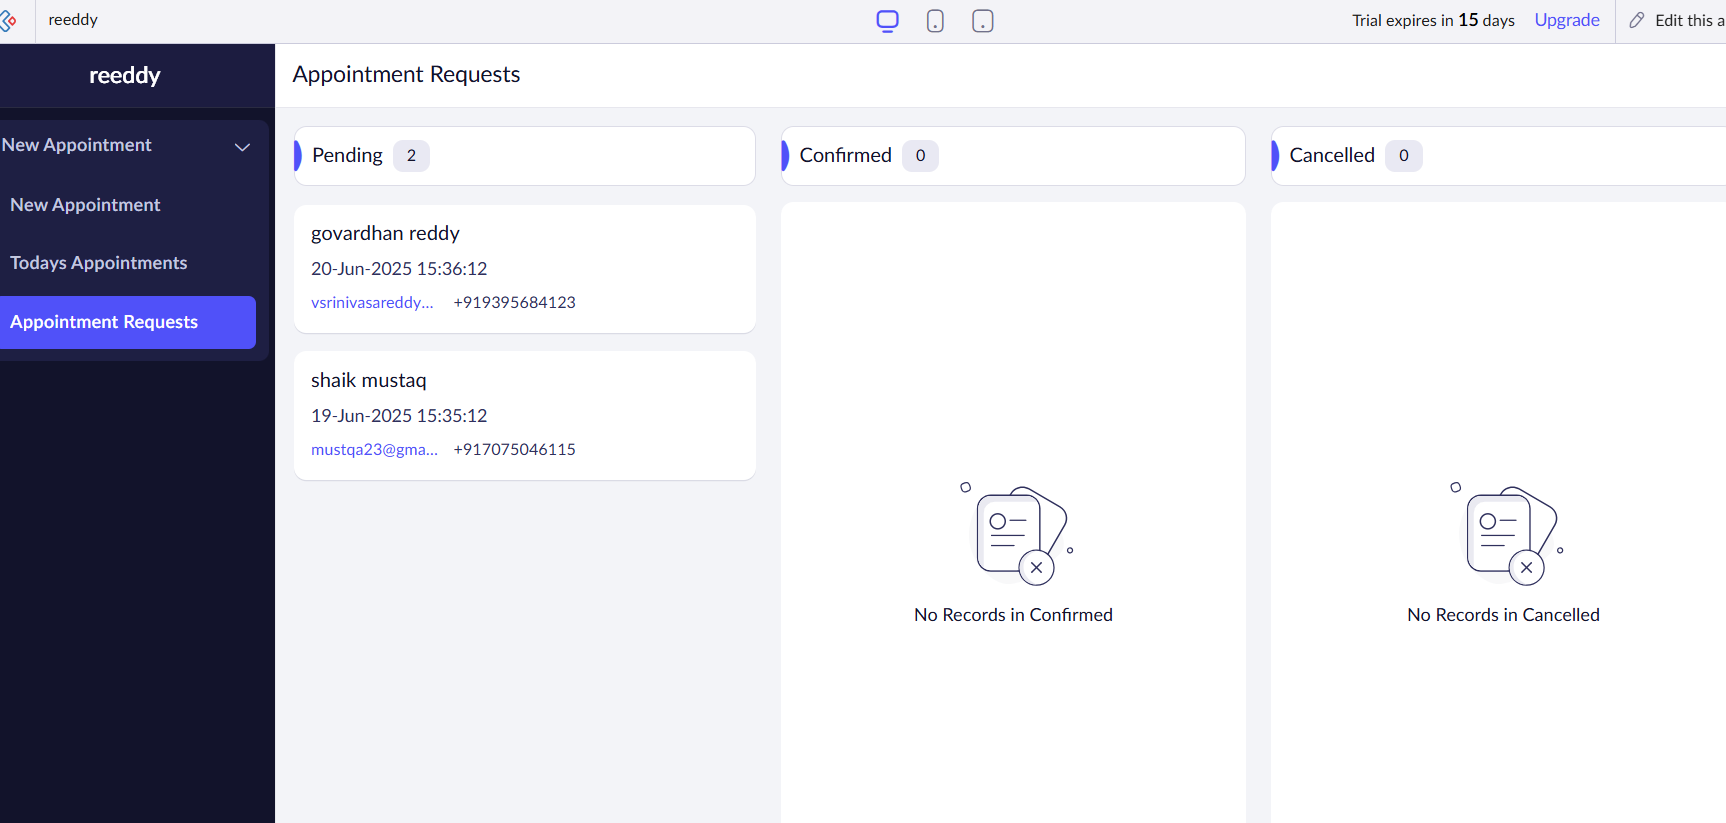 reeddy
Trial expires in 15 days Upgrade Edit this a
reeddy
Appointment Requests
New Appointment
New Appointment
Todays Appointments
Appointment Requests
Pending 2
govardhan reddy
20-Jun-2025 15:36:12
vsrinivasareddy... +919395684123
shaik mustaq
19-Jun-2025 15:35:12
mustqa23@gma... +917075046115
Confirmed 0
No Records in Confirmed
Cancelled 0
No Records in Cancelled